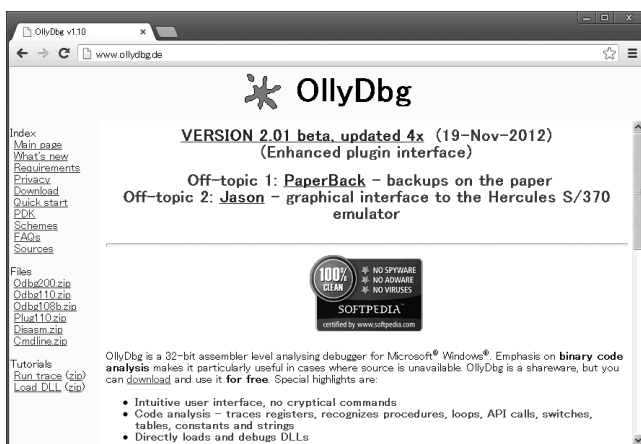 OllyDbg v1.10
www.ollydbg.de
OllyDbg
Index
Main page
What's new
Requirements
Privacy
Download
Quick start
PDK
Schemes
FAQs
Sources
Files
Odbg200.zip
Odbg110.zip
Odbg108b.zip
Plug110.zip
Disasm.zip
Cmdline.zip
Tutorials
Run trace (zip)
Load DLL (zip)
VERSION 2.01 beta, updated 4x (19-Nov-2012)
(Enhanced plugin interface)
Off-topic 1: PaperBack - backups on the paper
Off-topic 2: Jason - graphical interface to the Hercules S/370
emulator
100%
CLEAN
NO SPYWARE
NO ADWARE
NO VIRUSES
SOFTPEDIA
certified by www.softpedia.com
OllyDbg is a 32-bit assembler level analysing debugger for Microsoft® Windows®. Emphasis on binary code
analysis makes it particularly useful in cases where source is unavailable. OllyDbg is a shareware, but you
can download and use it for free. Special highlights are:
• Intuitive user interface, no cryptical commands
• Code analysis - traces registers, recognizes procedures, loops, API calls, switches,
tables, constants and strings
• Directly loads and debugs DLLs